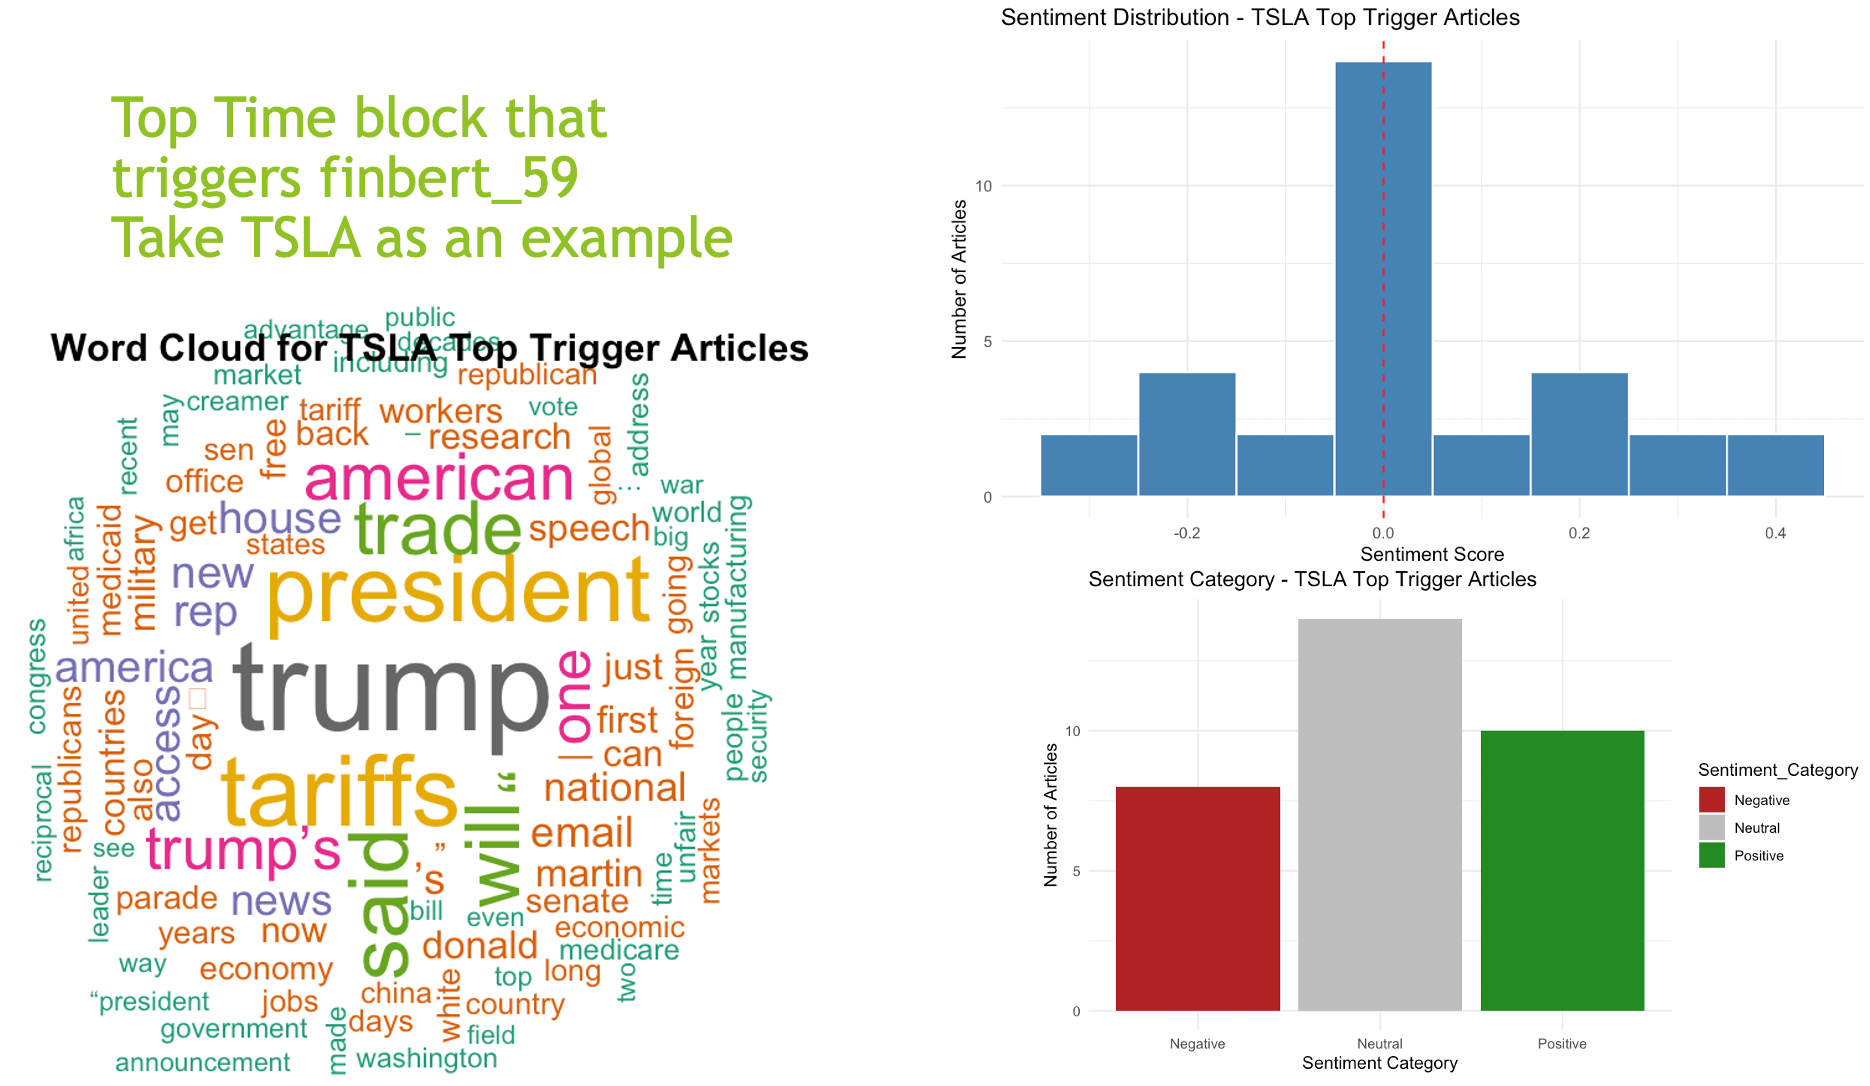 Top Time block that
triggers finbert_59
Take TSLA as an example
Word Cloud for TSLA Top Trigger Articles
advantage
public
decades
including
market
republican
may
creamer
tariff
workers
vote
address
recent
sen
free
back
–
research
global
office
american
…
war
africa
medicaid
military
get
house
states
trade
speech
world
big
manufacturing
united
new
rep
president
going
stocks
congress
america
trump
one
just
foreign
year
republicans
countries
access
day
first
people
security
also
tariffs
—
can
national
reciprocal
see
trump’s
said
will
“
email
unfair
markets
leader
parade
news
’s
”
martin
time
bill
even
senate
years
now
donald
economic
medicare
way
economy
top
long
two
“president
jobs
china
white
country
government
made
days
field
announcement
washington
Sentiment Distribution - TSLA Top Trigger Articles
Number of Articles
10
5
0
-0.2
0.0
0.2
0.4
Sentiment Score
Sentiment Category - TSLA Top Trigger Articles
Number of Articles
10
5
0
Negative
Neutral
Positive
Sentiment Category
Sentiment_Category
Negative
Neutral
Positive